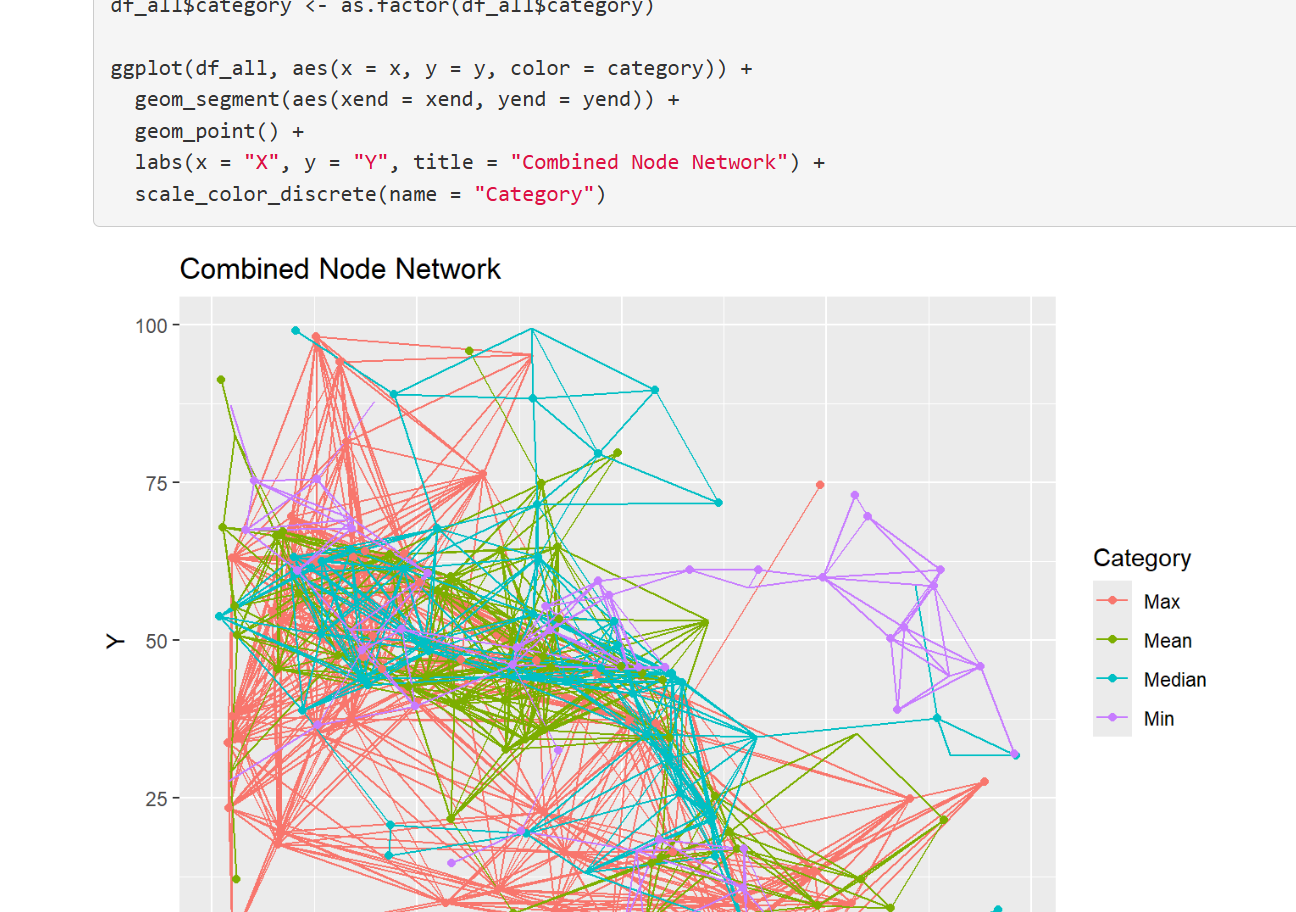 df_all$category <- as.factor(df_all$category)
ggplot(df_all, aes(x = x, y = y, color = category)) +
  geom_segment(aes(xend = xend, yend = yend)) +
  geom_point() +
  labs(x = "X", y = "Y", title = "Combined Node Network") +
  scale_color_discrete(name = "Category")
Combined Node Network
100
75
50
25
Y
Category
Max
Mean
Median
Min